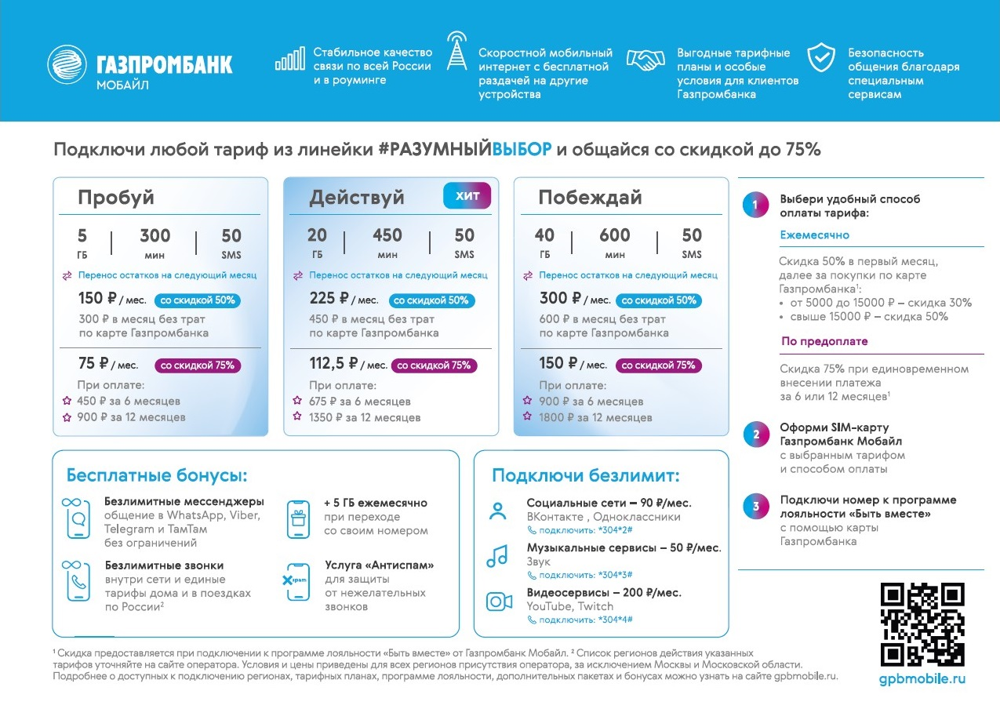 ГАЗПРОМБАНК
МОБАЙЛ
Стабильное качество
связи по всей России
и в роуминге
Скоростной мобильный
интернет с бесплатной
раздачей на другие
устройства
Выгодные тарифные
планы и особые
условия для клиентов
Газпромбанка
Безопасность
общения благодаря
специальным
сервисам
Подключи любой тариф из линейки #РАЗУМНЫЙВЫБОР и общайся со скидкой до 75%
Пробуй
5 | 300 | 50
ГБ мин SMS
Перенос остатков на следующий месяц
150 ₽ / мес. со скидкой 50%
300 ₽ в месяц без трат
по карте Газпромбанка
75 ₽ / мес. со скидкой 75%
При оплате:
450 ₽ за 6 месяцев
900 ₽ за 12 месяцев
Действуй ХИТ
20 | 450 | 50
ГБ мин SMS
Перенос остатков на следующий месяц
225 ₽ / мес. со скидкой 50%
450 ₽ в месяц без трат
по карте Газпромбанка
112,5 ₽ / мес. со скидкой 75%
При оплате:
675 ₽ за 6 месяцев
1350 ₽ за 12 месяцев
Побеждай
40 | 600 | 50
ГБ мин SMS
Перенос остатков на следующий месяц
300 ₽ / мес. со скидкой 50%
600 ₽ в месяц без трат
по карте Газпромбанка
150 ₽ / мес. со скидкой 75%
При оплате:
900 ₽ за 6 месяцев
1800 ₽ за 12 месяцев
1 Выбери удобный способ
оплаты тарифа:
Ежемесячно
Скидка 50% в первый месяц,
далее за покупки по карте
Газпромбанка¹:
• от 5000 до 15000 ₽ – скидка 30%
• свыше 15000 ₽ – скидка 50%
По предоплате
Скидка 75% при единовременном
внесении платежа
за 6 или 12 месяцев¹
2 Оформи SIM-карту
Газпромбанк Мобайл
с выбранным тарифом
и способом оплаты
3 Подключи номер к программе
лояльности «Быть вместе»
с помощью карты
Газпромбанка
Бесплатные бонусы:
Безлимитные мессенджеры
общение в WhatsApp, Viber,
Telegram и ТамТам
без ограничений
Безлимитные звонки
внутри сети и единые
тарифы дома и в поездках
по России²
+ 5 ГБ ежемесячно
при переходе
со своим номером
spam
Услуга «Антиспам»
для защиты
от нежелательных
звонков
Подключи безлимит:
Социальные сети – 90 ₽/мес.
ВКонтакте , Одноклассники
подключить: *304*2#
Музыкальные сервисы – 50 ₽/мес.
Звук
подключить: *304*3#
Видеосервисы – 200 ₽/мес.
YouTube, Twitch
подключить: *304*4#
¹ Скидка предоставляется при подключении к программе лояльности «Быть вместе» от Газпромбанк Мобайл. ² Список регионов действия указанных
тарифов уточняйте на сайте оператора. Условия и цены приведены для всех регионов присутствия оператора, за исключением Москвы и Московской области.
Подробнее о доступных к подключению регионах, тарифных планах, программе лояльности, дополнительных пакетах и бонусах можно узнать на сайте gpbmobile.ru.
gpbmobile.ru